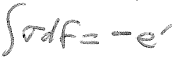 ∫σdf = -e'